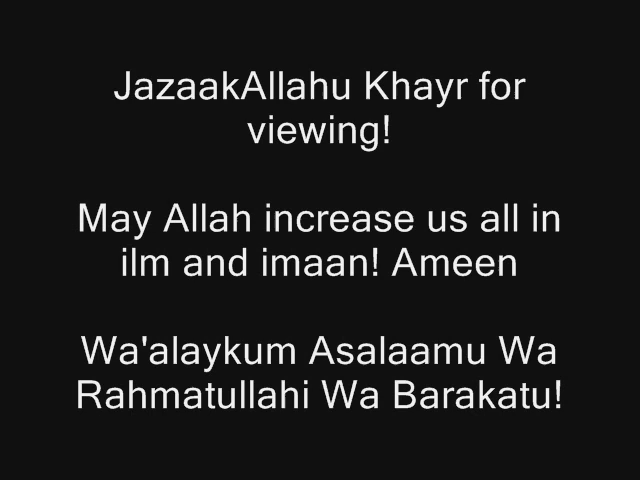 JazaakAllahu Khayr for
viewing!
May Allah increase us all in
ilm and imaan! Ameen
Wa'alaykum Asalaamu Wa
Rahmatullahi Wa Barakatu!